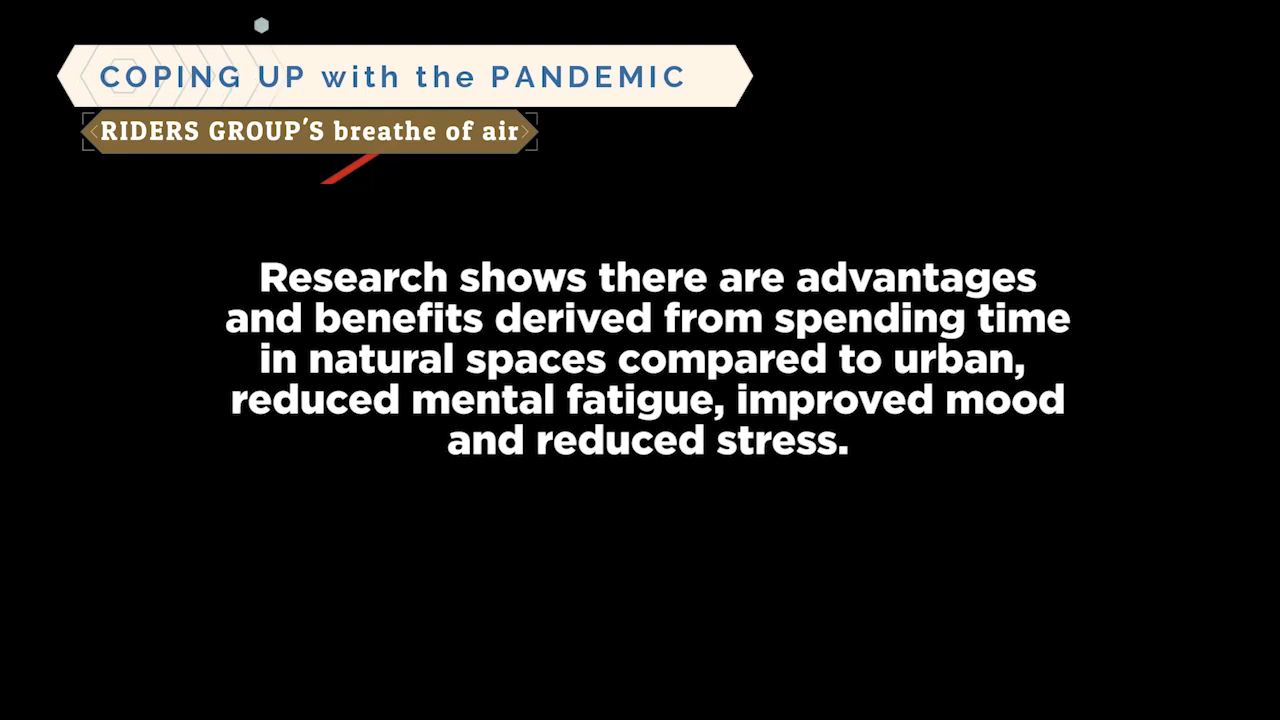 COPING UP with the PANDEMIC
RIDERS GROUP'S breathe of air
Research shows there are advantages
and benefits derived from spending time
in natural spaces compared to urban,
reduced mental fatigue, improved mood
and reduced stress.